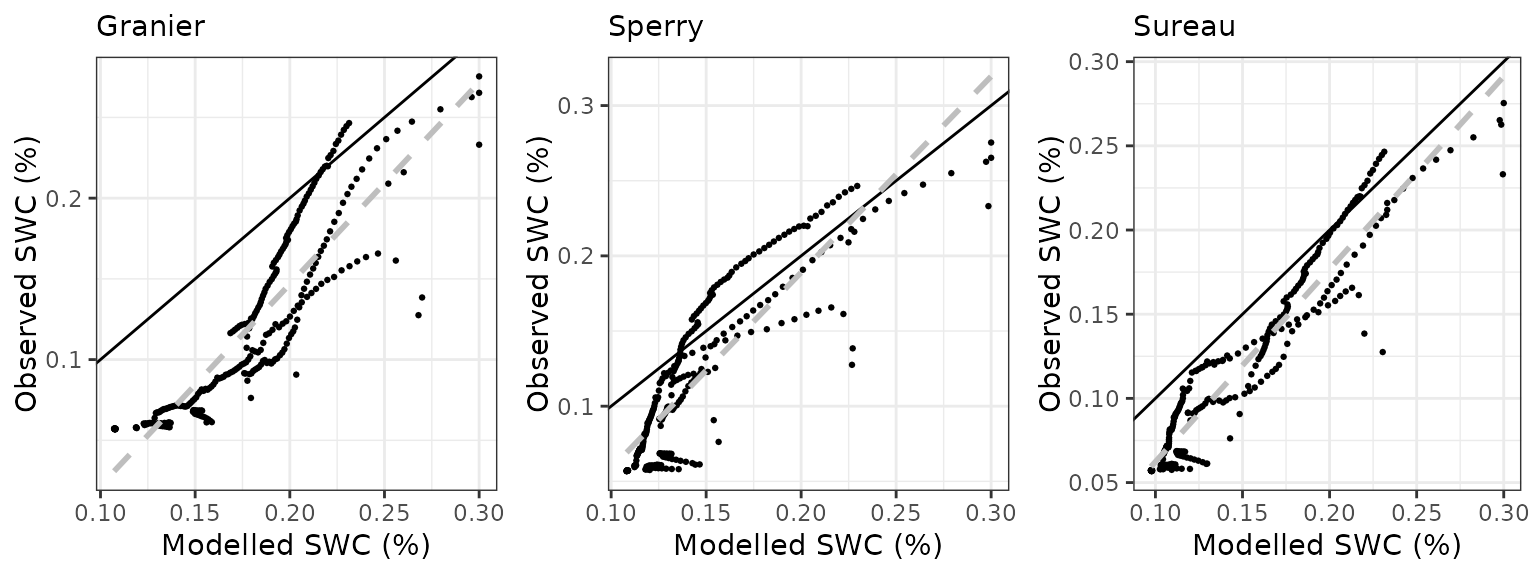 Granier
Sperry
Sureau
Observed SWC (%)
0.2
0.1
0.10 0.15 0.20 0.25 0.30
Modelled SWC (%)
Observed SWC (%)
0.3
0.2
0.1
0.10 0.15 0.20 0.25 0.30
Modelled SWC (%)
Observed SWC (%)
0.30
0.25
0.20
0.15
0.10
0.05
0.10 0.15 0.20 0.25 0.30
Modelled SWC (%)